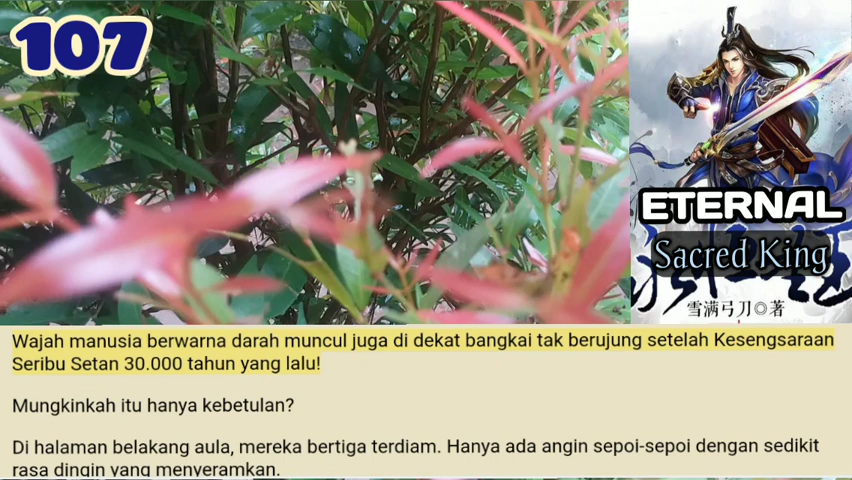 107
ETERNAL
Sacred King
雪满弓刀◎著
Wajah manusia berwarna darah muncul juga di dekat bangkai tak berujung setelah Kesengsaraan
Seribu Setan 30.000 tahun yang lalu!
Mungkinkah itu hanya kebetulan?
Di halaman belakang aula, mereka bertiga terdiam. Hanya ada angin sepoi-sepoi dengan sedikit
rasa dingin yang menyeramkan.